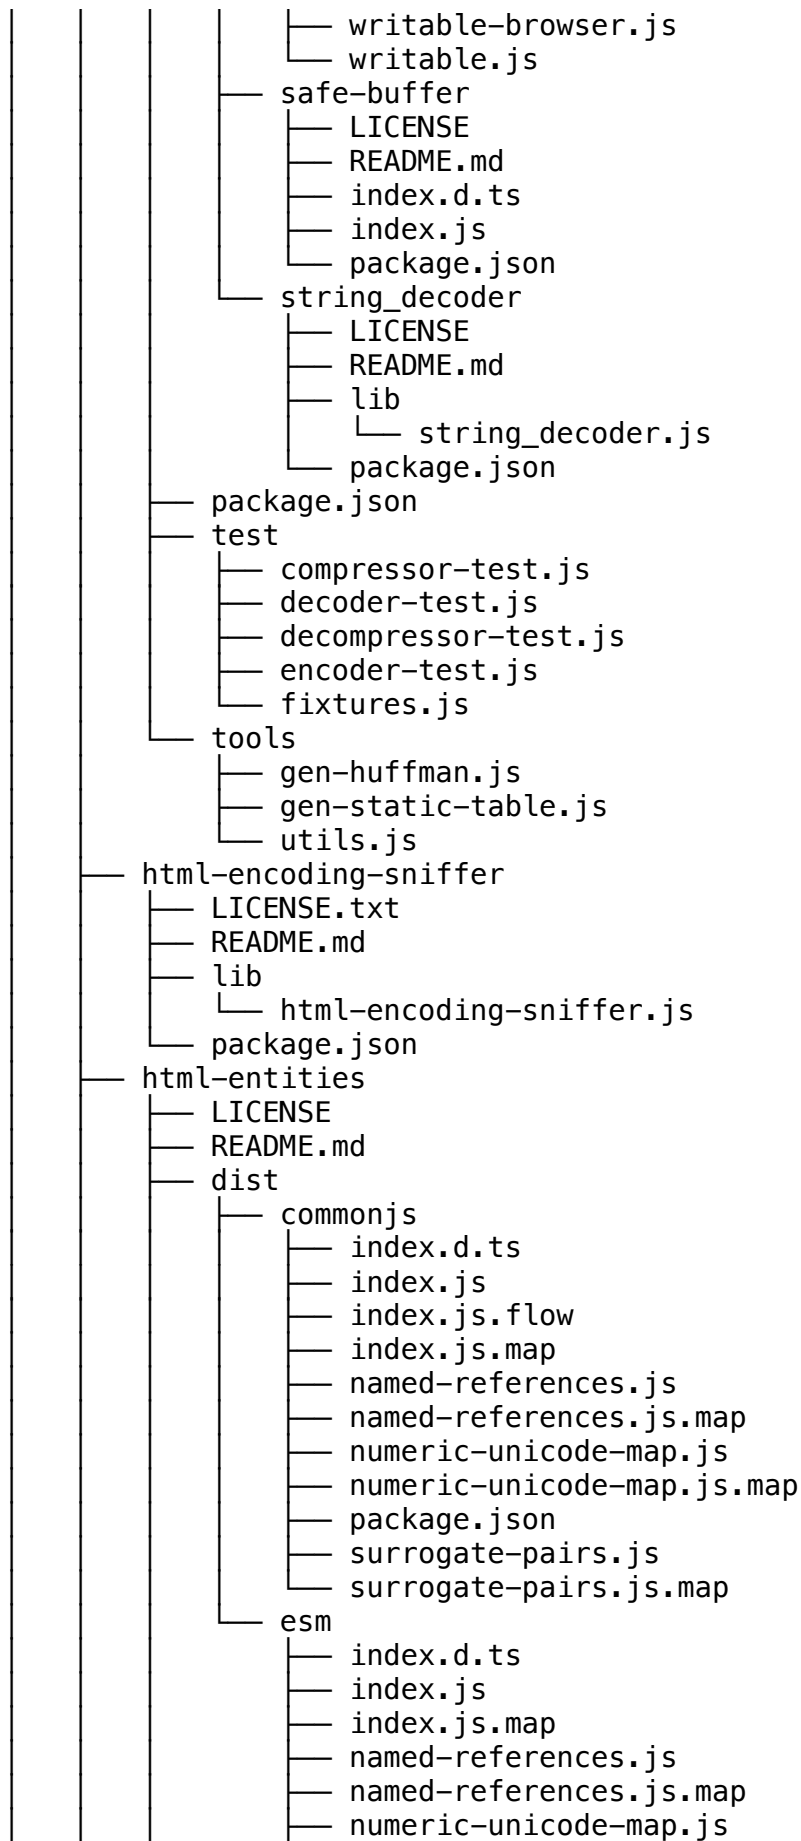 │   │   │   │   ├── writable-browser.js
│   │   │   │   └── writable.js
│   │   │   ├── safe-buffer
│   │   │   │   ├── LICENSE
│   │   │   │   ├── README.md
│   │   │   │   ├── index.d.ts
│   │   │   │   ├── index.js
│   │   │   │   └── package.json
│   │   │   └── string_decoder
│   │   │       ├── LICENSE
│   │   │       ├── README.md
│   │   │       ├── lib
│   │   │       │   └── string_decoder.js
│   │   │       └── package.json
│   │   ├── package.json
│   │   ├── test
│   │   │   ├── compressor-test.js
│   │   │   ├── decoder-test.js
│   │   │   ├── decompressor-test.js
│   │   │   ├── encoder-test.js
│   │   │   └── fixtures.js
│   │   └── tools
│   │       ├── gen-huffman.js
│   │       ├── gen-static-table.js
│   │       └── utils.js
│   ├── html-encoding-sniffer
│   │   ├── LICENSE.txt
│   │   ├── README.md
│   │   ├── lib
│   │   │   └── html-encoding-sniffer.js
│   │   └── package.json
│   ├── html-entities
│   │   ├── LICENSE
│   │   ├── README.md
│   │   ├── dist
│   │   │   ├── commonjs
│   │   │   │   ├── index.d.ts
│   │   │   │   ├── index.js
│   │   │   │   ├── index.js.flow
│   │   │   │   ├── index.js.map
│   │   │   │   ├── named-references.js
│   │   │   │   ├── named-references.js.map
│   │   │   │   ├── numeric-unicode-map.js
│   │   │   │   ├── numeric-unicode-map.js.map
│   │   │   │   ├── package.json
│   │   │   │   ├── surrogate-pairs.js
│   │   │   │   └── surrogate-pairs.js.map
│   │   │   └── esm
│   │   │       ├── index.d.ts
│   │   │       ├── index.js
│   │   │       ├── index.js.map
│   │   │       ├── named-references.js
│   │   │       ├── named-references.js.map
│   │   │       ├── numeric-unicode-map.js